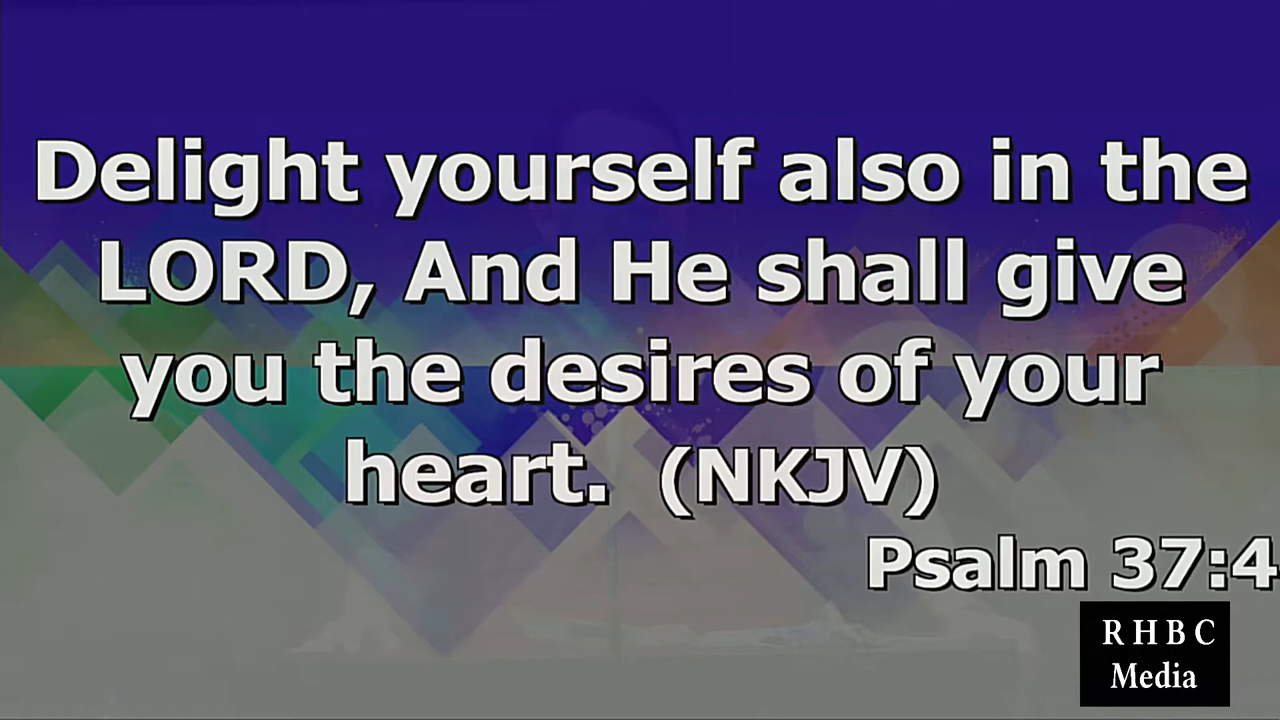 Delight yourself also in the
LORD, And He shall give
you the desires of your
heart. (NKJV)
Psalm 37:4
R H B C
Media